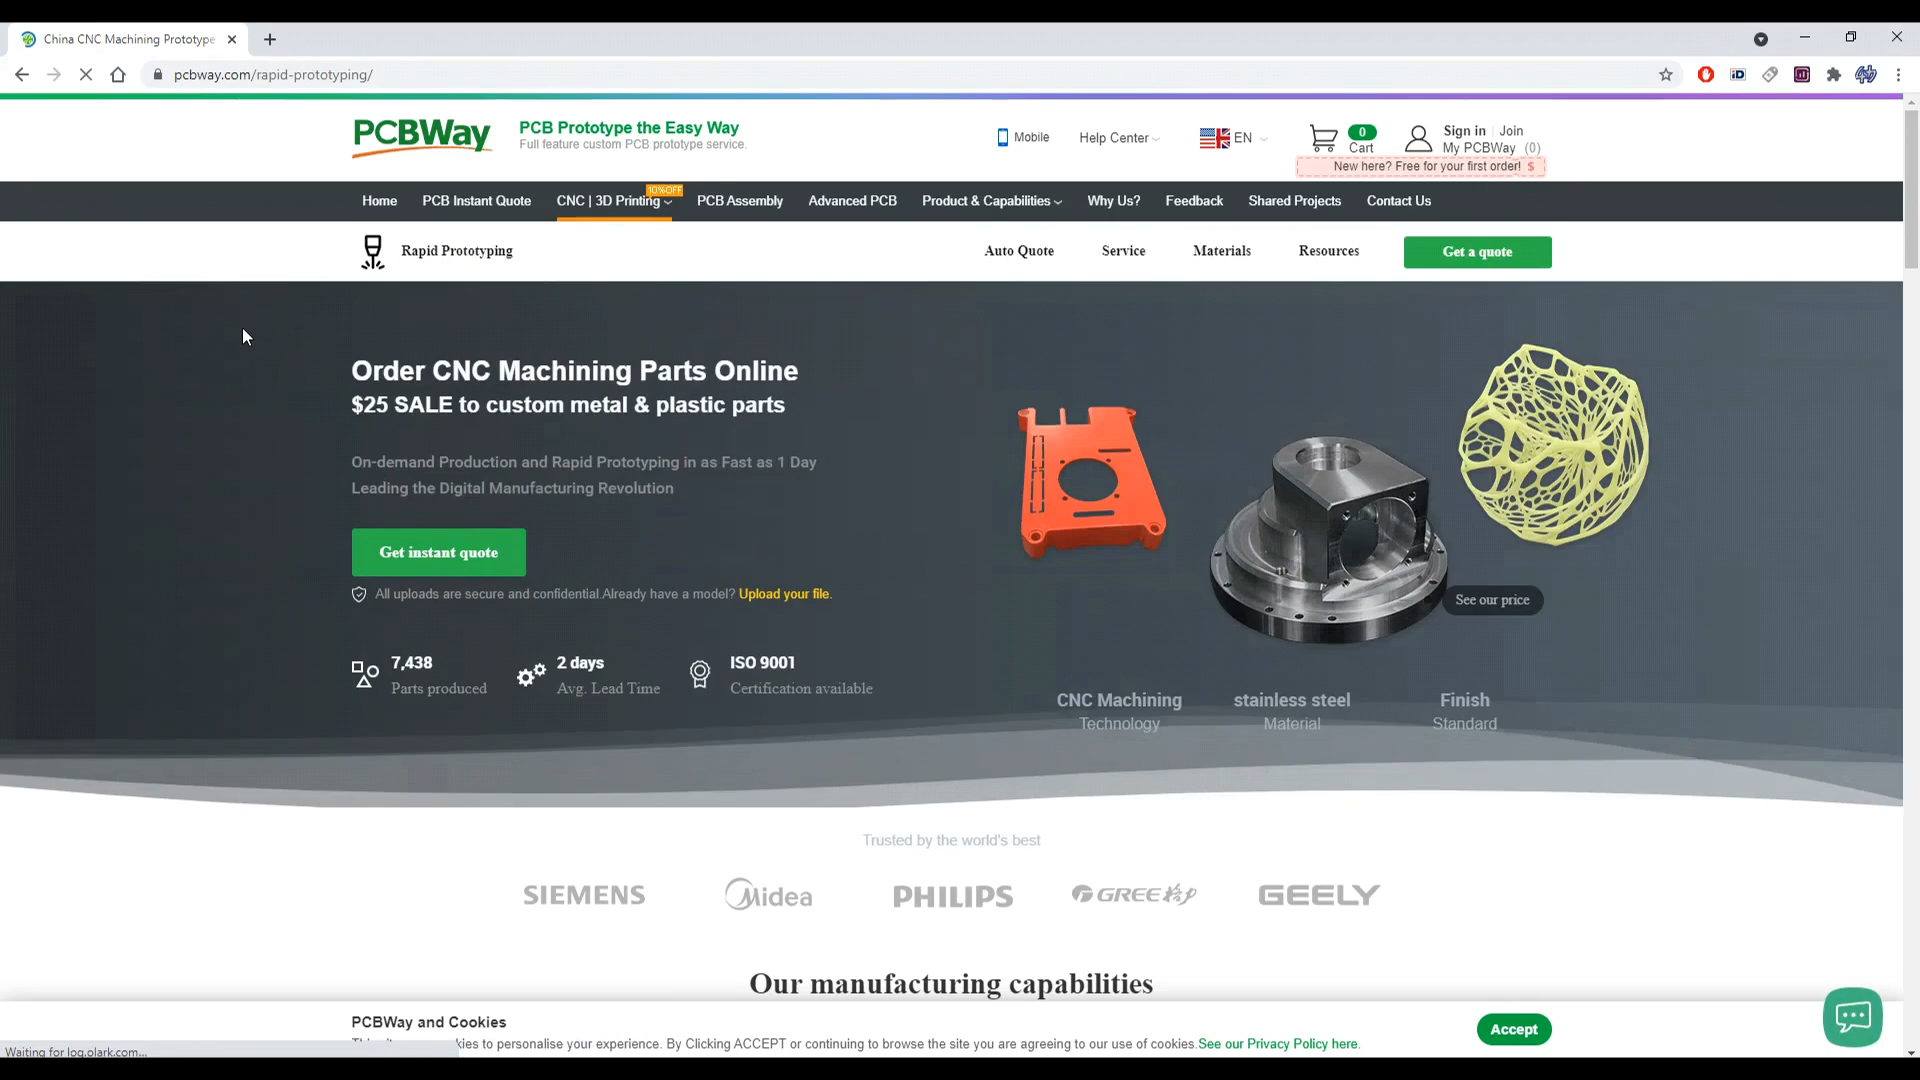 China CNC Machining Prototype
pcbway.com/rapid-prototyping/
PCBWay
PCB Prototype the Easy Way
Full feature custom PCB prototype service.
Mobile
Help Center
EN
0
Cart
Sign in | Join
My PCBWay (0)
New here? Free for your first order! $
Home
PCB Instant Quote
CNC | 3D Printing
10%OFF
PCB Assembly
Advanced PCB
Product & Capabilities
Why Us?
Feedback
Shared Projects
Contact Us
Rapid Prototyping
Auto Quote
Service
Materials
Resources
Get a quote
Order CNC Machining Parts Online
$25 SALE to custom metal & plastic parts
On-demand Production and Rapid Prototyping in as Fast as 1 Day
Leading the Digital Manufacturing Revolution
Get instant quote
All uploads are secure and confidential.Already have a model? Upload your file.
7,438
Parts produced
2 days
Avg. Lead Time
ISO 9001
Certification available
See our price
CNC Machining
Technology
stainless steel
Material
Finish
Standard
Trusted by the world's best
SIEMENS
Midea
PHILIPS
GREE格力
GEELY
Our manufacturing capabilities
PCBWay and Cookies
to personalise your experience. By Clicking ACCEPT or continuing to browse the site you are agreeing to our use of cookies.See our Privacy Policy here.
Accept
Waiting for log.olark.com...